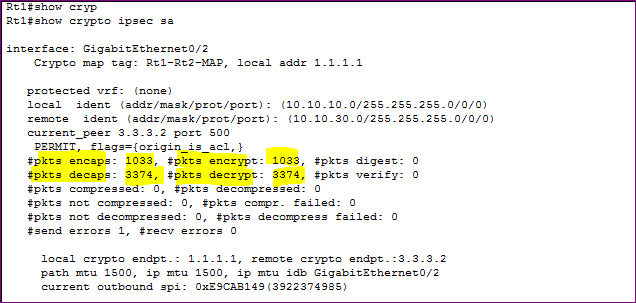 Rt1#show cryp
Rt1#show crypto ipsec sa
interface: GigabitEthernet0/2
Crypto map tag: Rt1-Rt2-MAP, local addr 1.1.1.1
protected vrf: (none)
local ident (addr/mask/prot/port): (10.10.10.0/255.255.255.0/0/0)
remote ident (addr/mask/prot/port): (10.10.30.0/255.255.255.0/0/0)
current_peer 3.3.3.2 port 500
PERMIT, flags={origin_is_acl,}
#pkts encaps: 1033, #pkts encrypt: 1033, #pkts digest: 0
#pkts decaps: 3374, #pkts decrypt: 3374, #pkts verify: 0
#pkts compressed: 0, #pkts decompressed: 0
#pkts not compressed: 0, #pkts compr. failed: 0
#pkts not decompressed: 0, #pkts decompress failed: 0
#send errors 1, #recv errors 0
local crypto endpt.: 1.1.1.1, remote crypto endpt.:3.3.3.2
path mtu 1500, ip mtu 1500, ip mtu idb GigabitEthernet0/2
current outbound spi: 0xE9CAB149(3922374985)